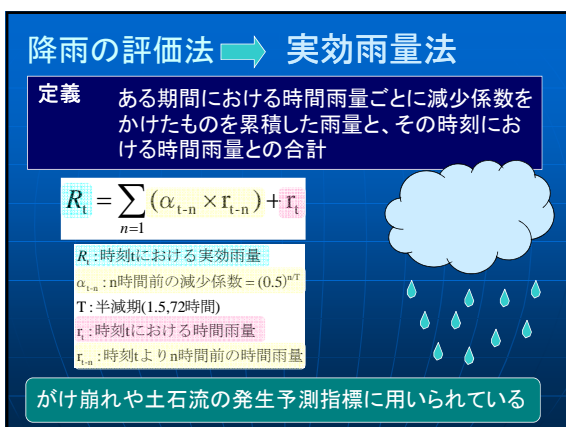 降雨の評価法 実効雨量法
定義
ある期間における時間雨量ごとに減少係数を
かけたものを累積した雨量と、その時刻にお
ける時間雨量との合計
R_t = ∑_{n=1} (α_{t-n} × r_{t-n}) + r_t
R_t:時刻tにおける実効雨量
α_{t-n}:n時間前の減少係数=(0.5)^{n/T}
T:半減期(1.5,72時間)
r_t:時刻tにおける時間雨量
r_{t-n}:時刻tよりn時間前の時間雨量
がけ崩れや土石流の発生予測指標に用いられている